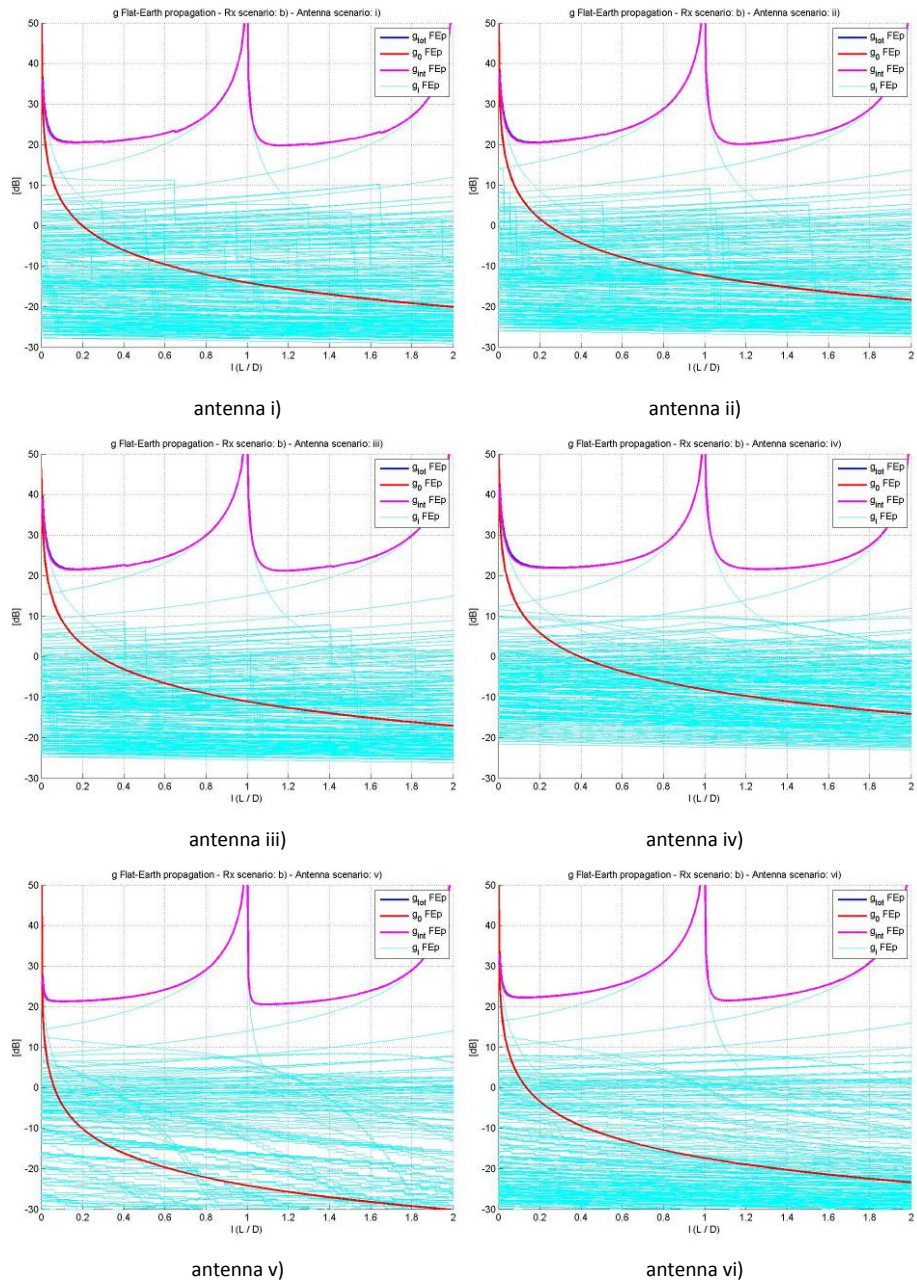 g Flat-Earth propagation - Rx scenario: b) - Antenna scenario: i)
50
40
30
20
10
0
-10
-20
-30
[dB]
g_tot FEp
g_0 FEp
g_int FEp
g_i FEp
0 0.2 0.4 0.6 0.8 1 1.2 1.4 1.6 1.8 2
l (L / D)
antenna i)
g Flat-Earth propagation - Rx scenario: b) - Antenna scenario: ii)
50
40
30
20
10
0
-10
-20
-30
[dB]
g_tot FEp
g_0 FEp
g_int FEp
g_i FEp
0 0.2 0.4 0.6 0.8 1 1.2 1.4 1.6 1.8 2
l (L / D)
antenna ii)
g Flat-Earth propagation - Rx scenario: b) - Antenna scenario: iii)
50
40
30
20
10
0
-10
-20
-30
[dB]
g_tot FEp
g_0 FEp
g_int FEp
g_i FEp
0 0.2 0.4 0.6 0.8 1 1.2 1.4 1.6 1.8 2
l (L / D)
antenna iii)
g Flat-Earth propagation - Rx scenario: b) - Antenna scenario: iv)
50
40
30
20
10
0
-10
-20
-30
[dB]
g_tot FEp
g_0 FEp
g_int FEp
g_i FEp
0 0.2 0.4 0.6 0.8 1 1.2 1.4 1.6 1.8 2
l (L / D)
antenna iv)
g Flat-Earth propagation - Rx scenario: b) - Antenna scenario: v)
50
40
30
20
10
0
-10
-20
-30
[dB]
g_tot FEp
g_0 FEp
g_int FEp
g_i FEp
0 0.2 0.4 0.6 0.8 1 1.2 1.4 1.6 1.8 2
l (L / D)
antenna v)
g Flat-Earth propagation - Rx scenario: b) - Antenna scenario: vi)
50
40
30
20
10
0
-10
-20
-30
[dB]
g_tot FEp
g_0 FEp
g_int FEp
g_i FEp
0 0.2 0.4 0.6 0.8 1 1.2 1.4 1.6 1.8 2
l (L / D)
antenna vi)